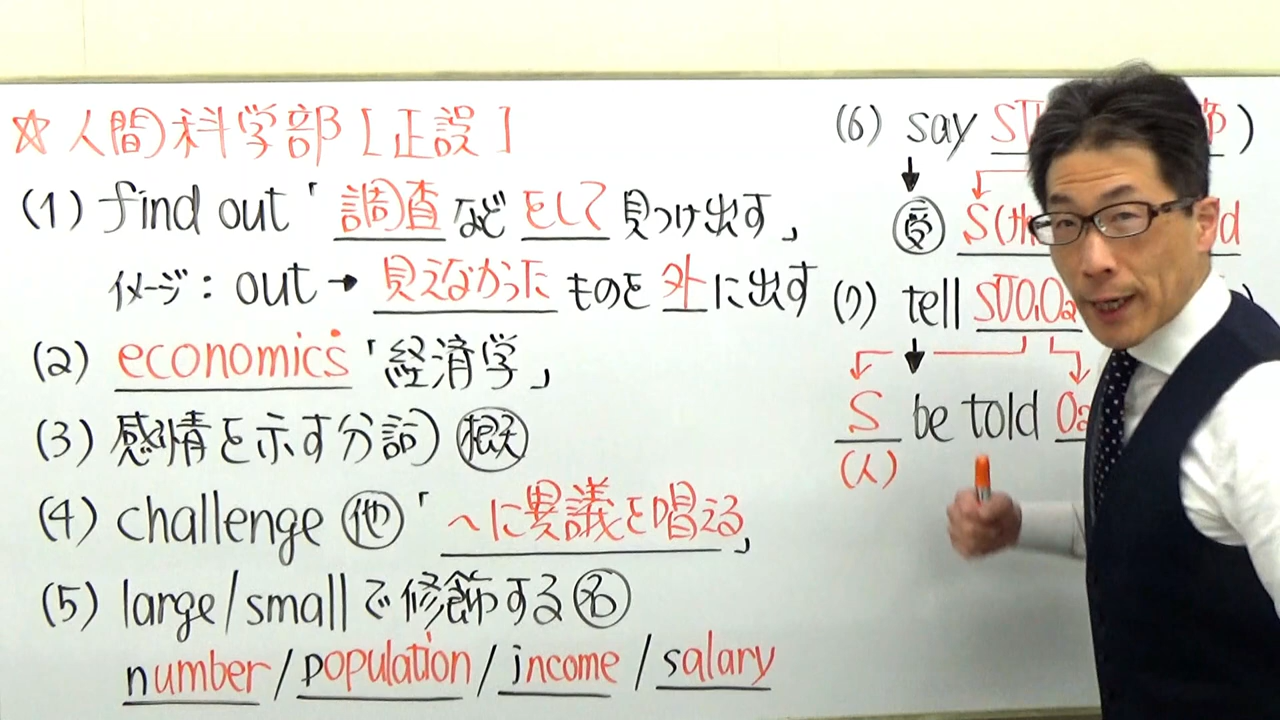 ☆人間科学部［正誤］
(1) find out「調査などをして見つけ出す」
イメージ：out→見えなかったものを外に出す
(2) economics「経済学」
(3) 感情を示す分詞 概
(4) challenge 他「～に異議を唱える」
(5) large/small で修飾する 名
number / population / income / salary
(6) say )
受 S(th d
(7) tell SVO₁O₂
S be told O₂
(人)